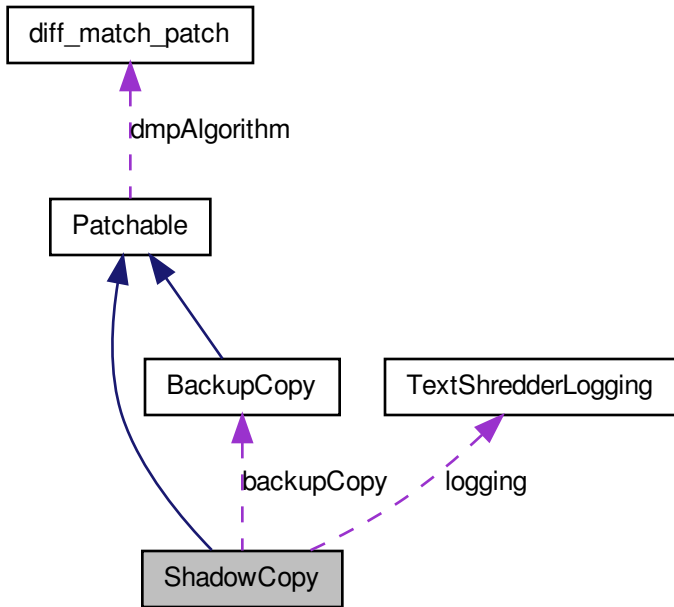 diff_match_patch
dmpAlgorithm
Patchable
BackupCopy
TextShredderLogging
backupCopy
logging
ShadowCopy